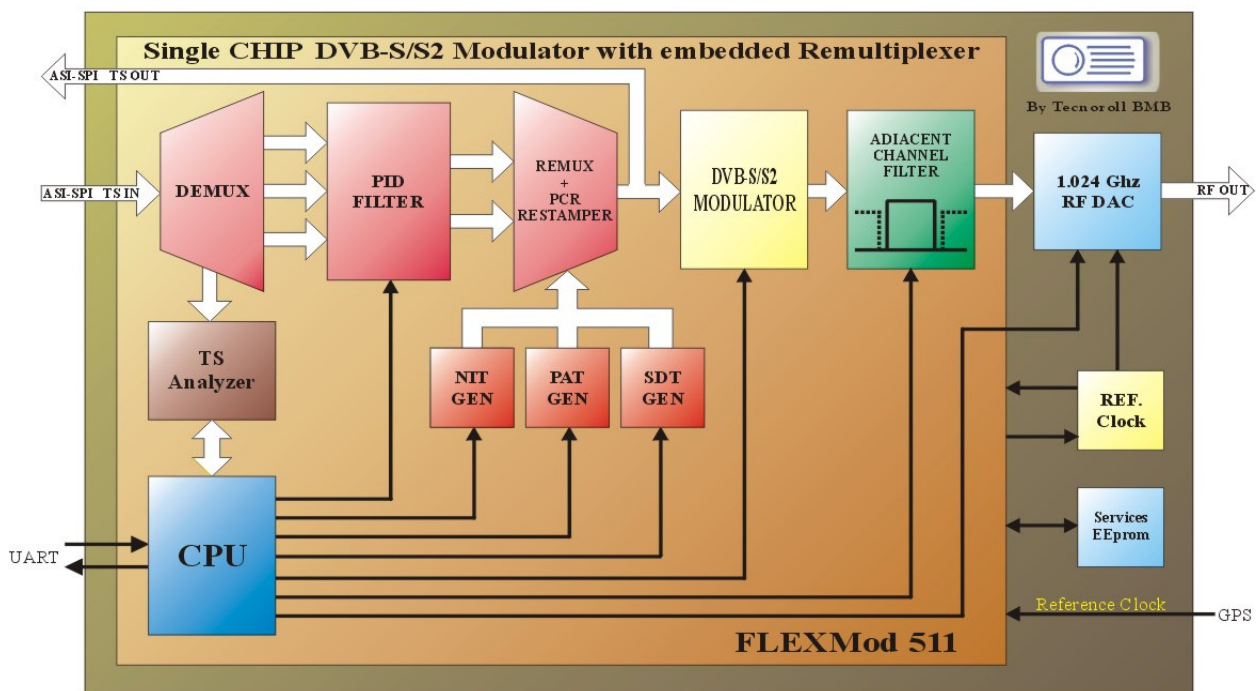 Single CHIP DVB-S/S2 Modulator with embedded Remultiplexer
ASI-SPI TS OUT
By Tecnoroll BMB
ASI-SPI TS IN
DEMUX
PID
FILTER
REMUX
+
PCR
RESTAMPER
DVB-S/S2
MODULATOR
ADIACENT
CHANNEL
FILTER
1.024 Ghz
RF DAC
RF OUT
TS
Analyzer
NIT
GEN
PAT
GEN
SDT
GEN
REF.
Clock
CPU
UART
Services
EEprom
Reference Clock
GPS
FLEXMod 511